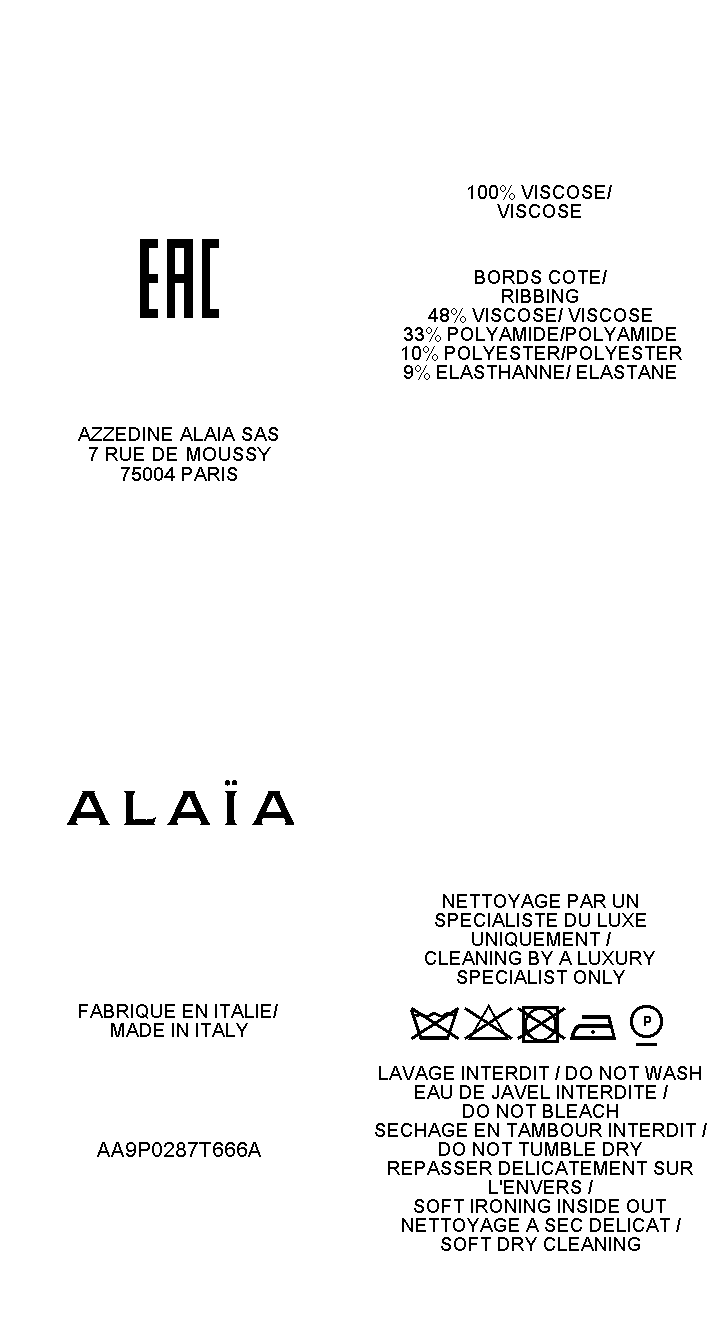 EAC
AZZEDINE ALAIA SAS
7 RUE DE MOUSSY
75004 PARIS
100% VISCOSE/
VISCOSE
BORDS COTE/
RIBBING
48% VISCOSE/ VISCOSE
33% POLYAMIDE/POLYAMIDE
10% POLYESTER/POLYESTER
9% ELASTHANNE/ ELASTANE
ALAÏA
FABRIQUE EN ITALIE/
MADE IN ITALY
AA9P0287T666A
NETTOYAGE PAR UN
SPECIALISTE DU LUXE
UNIQUEMENT /
CLEANING BY A LUXURY
SPECIALIST ONLY
P
LAVAGE INTERDIT / DO NOT WASH
EAU DE JAVEL INTERDITE /
DO NOT BLEACH
SECHAGE EN TAMBOUR INTERDIT /
DO NOT TUMBLE DRY
REPASSER DELICATEMENT SUR
L'ENVERS /
SOFT IRONING INSIDE OUT
NETTOYAGE A SEC DELICAT /
SOFT DRY CLEANING